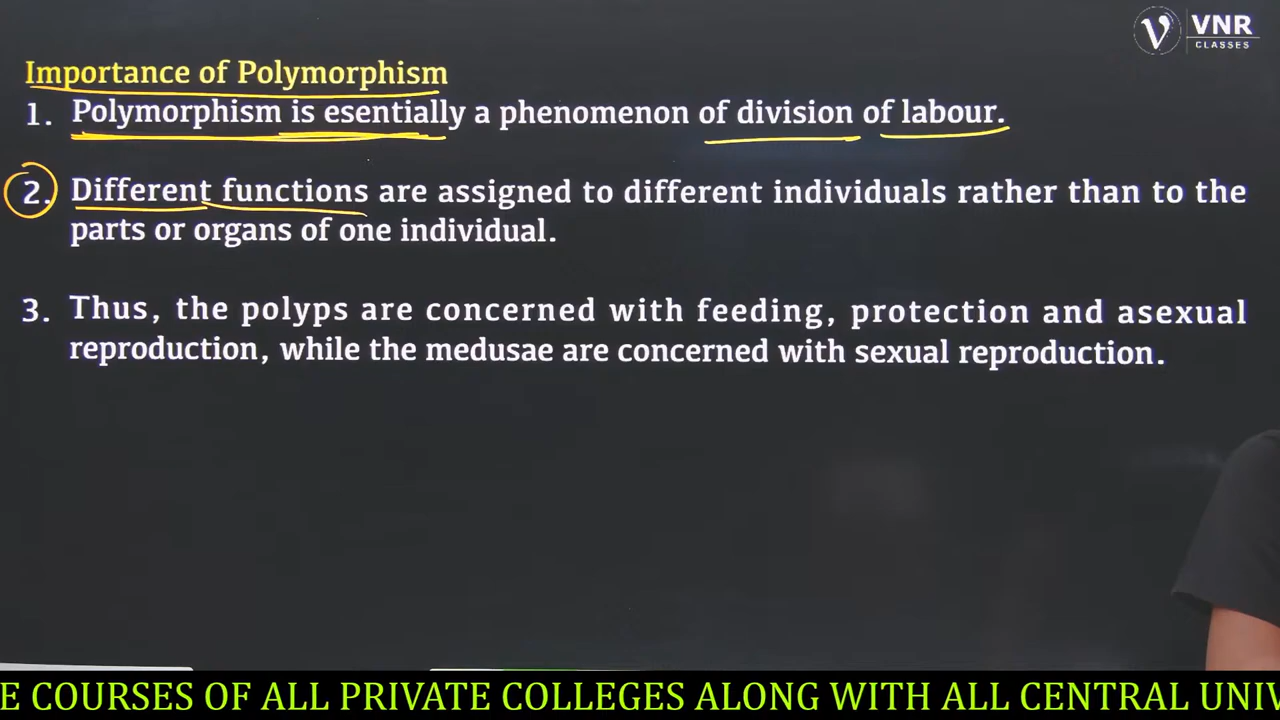 VNR
CLASSES
Importance of Polymorphism
1. Polymorphism is esentially a phenomenon of division of labour.
2. Different functions are assigned to different individuals rather than to the
parts or organs of one individual.
3. Thus, the polyps are concerned with feeding, protection and asexual
reproduction, while the medusae are concerned with sexual reproduction.
E COURSES OF ALL PRIVATE COLLEGES ALONG WITH ALL CENTRAL UNIV